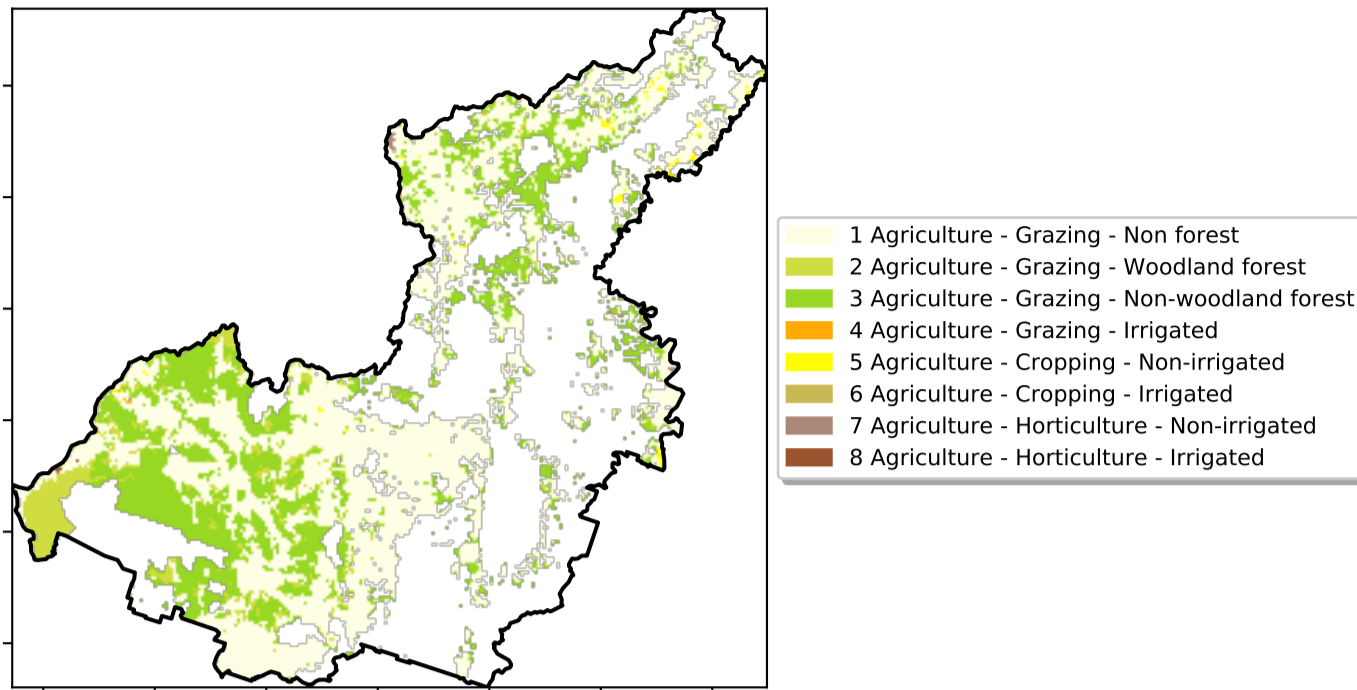 1 Agriculture - Grazing - Non forest
2 Agriculture - Grazing - Woodland forest
3 Agriculture - Grazing - Non-woodland forest
4 Agriculture - Grazing - Irrigated
5 Agriculture - Cropping - Non-irrigated
6 Agriculture - Cropping - Irrigated
7 Agriculture - Horticulture - Non-irrigated
8 Agriculture - Horticulture - Irrigated